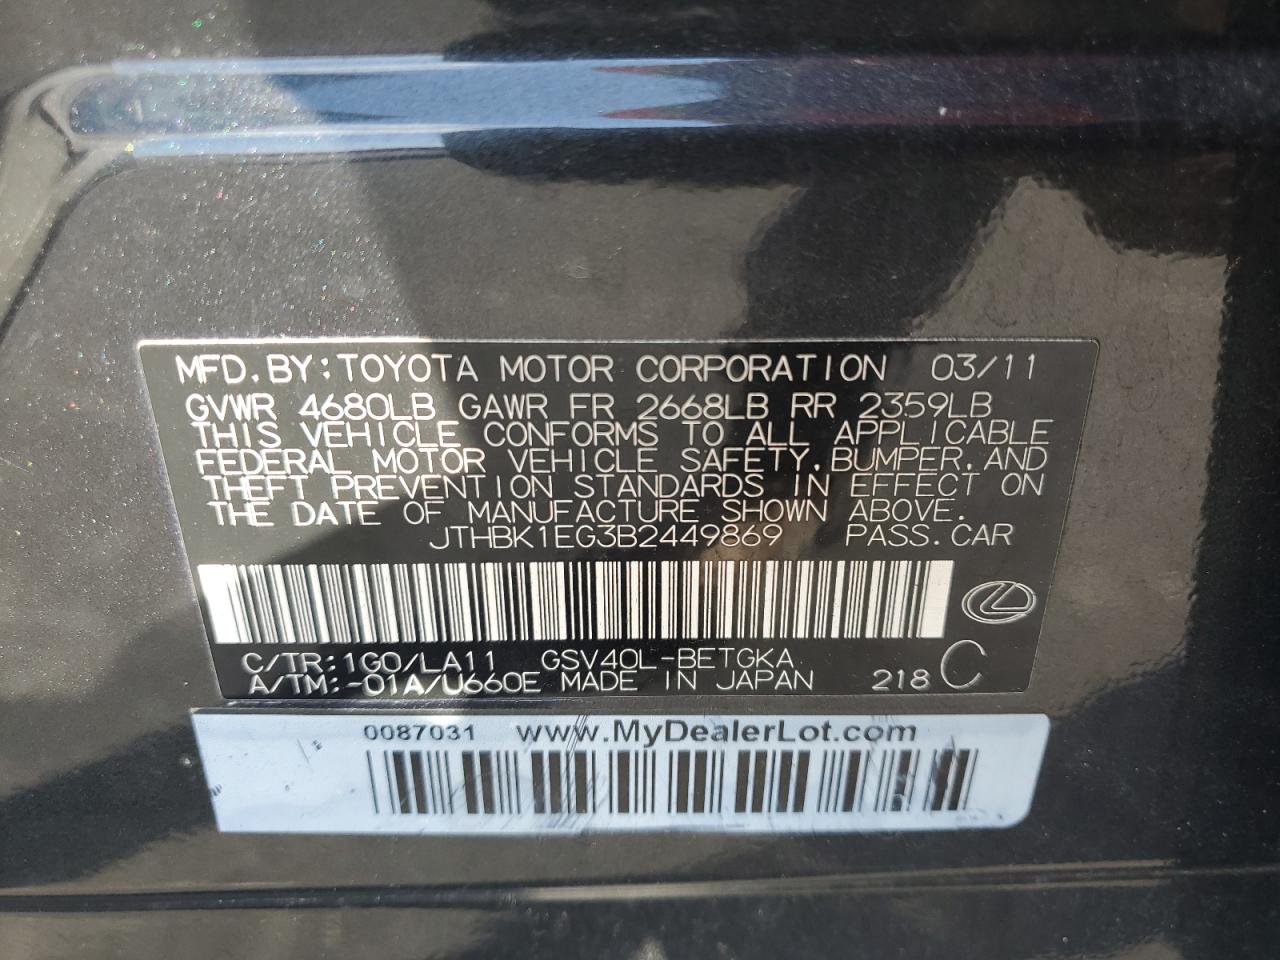 MFD. BY: TOYOTA MOTOR CORPORATION 03/11
GVWR 4680LB GAWR FR 2668LB RR 2359LB
THIS VEHICLE CONFORMS TO ALL APPLICABLE
FEDERAL MOTOR VEHICLE SAFETY, BUMPER, AND
THEFT PREVENTION STANDARDS IN EFFECT ON
THE DATE OF MANUFACTURE SHOWN ABOVE.
JTHBK1EG3B2449869 PASS. CAR
C/TR: 1G0/LA11 GSV40L-BETGKA
A/TM: -01A/U660E MADE IN JAPAN 218 C
0087031 www.MyDealerLot.com